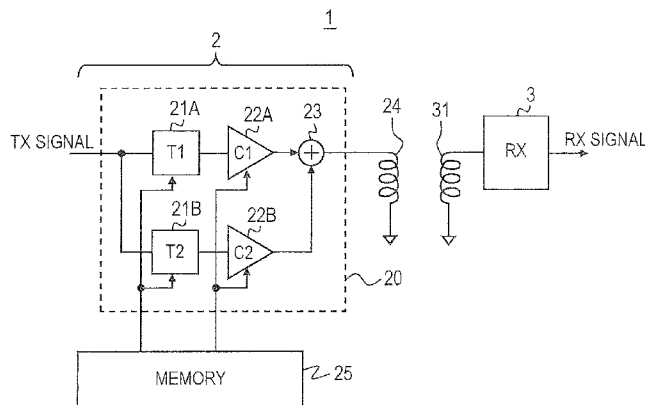 1
2
21A
22A
23
24
31
3
TX SIGNAL
T1
C1
+
RX
RX SIGNAL
21B
22B
T2
C2
20
MEMORY
25